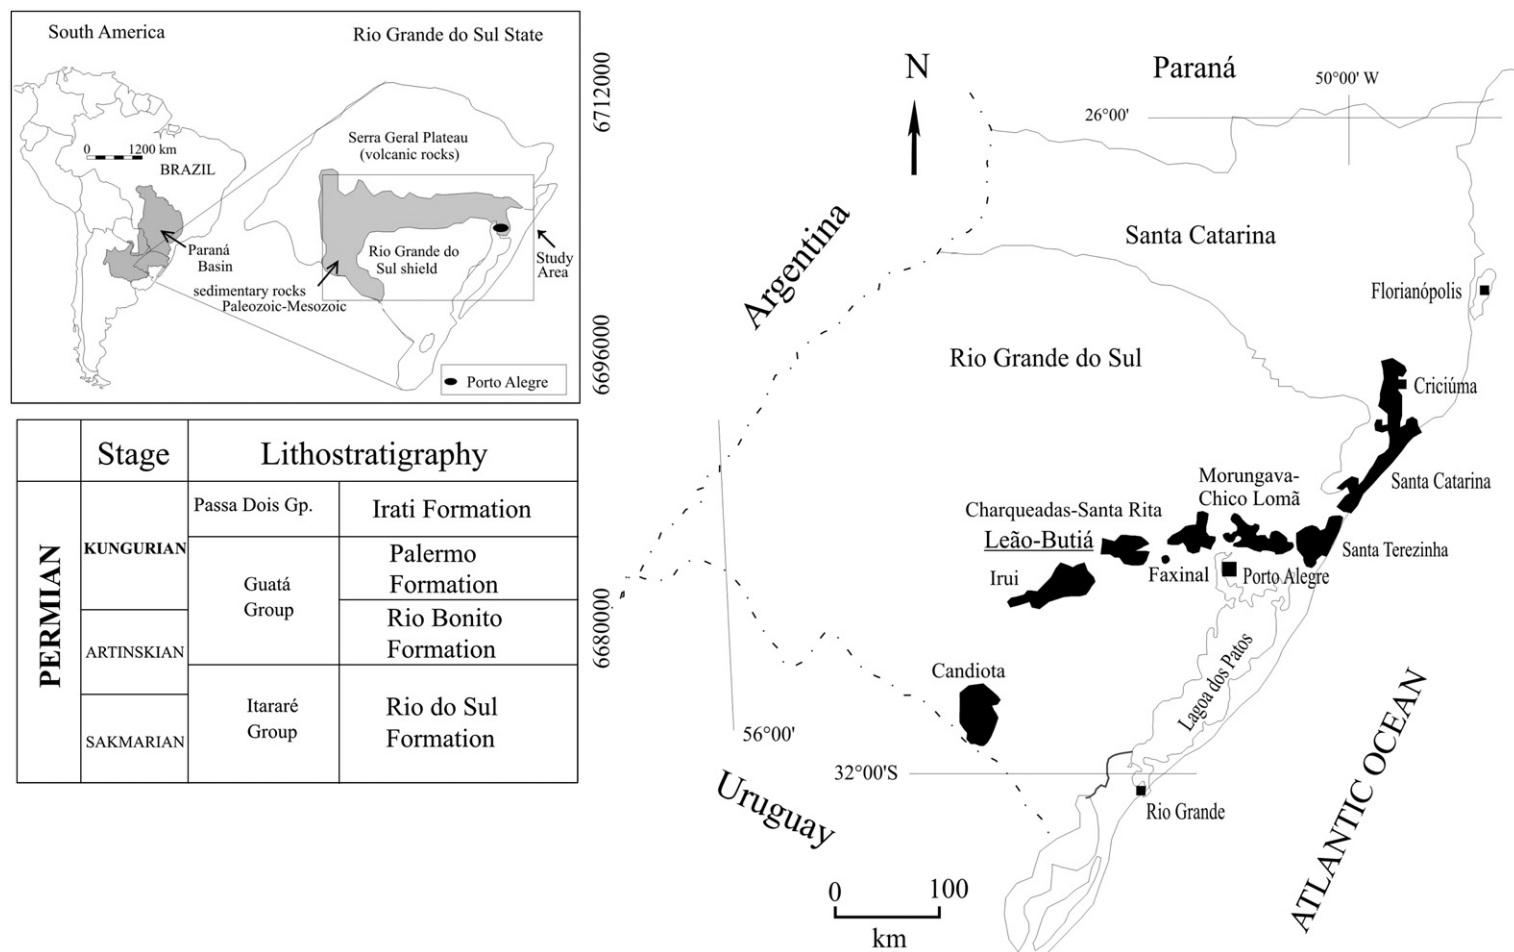 South America
Rio Grande do Sul State
Serra Geral Plateau
(volcanic rocks)
0 1200 km
BRAZIL
Paraná
Basin
Rio Grande do
Sul shield
Study
Area
sedimentary rocks
Paleozoic-Mesozoic
Porto Alegre
6712000
6696000
6680000
Stage
Lithostratigraphy
PERMIAN
KUNGURIAN
ARTINSKIAN
SAKMARIAN
Passa Dois Gp.
Irati Formation
Guatá
Group
Palermo
Formation
Rio Bonito
Formation
Itararé
Group
Rio do Sul
Formation
N
Paraná
50°00' W
26°00'
Argentina
Santa Catarina
Florianópolis
Rio Grande do Sul
Criciúma
Morungava-
Chico Lomã
Santa Catarina
Charqueadas-Santa Rita
Leão-Butiá
Santa Terezinha
Irui
Faxinal
Porto Alegre
Candiota
Lagoa dos Patos
56°00'
32°00'S
Uruguay
Rio Grande
ATLANTIC OCEAN
0 100
km